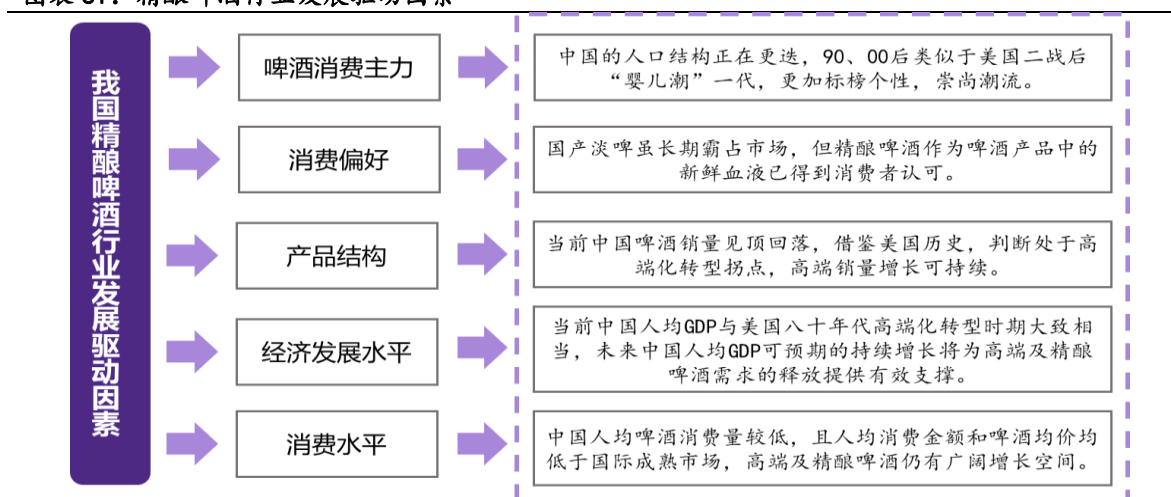 我国精酿啤酒行业发展驱动因素
啤酒消费主力
中国的人口结构正在更迭，90、00后类似于美国二战后
“婴儿潮”一代，更加标榜个性，崇尚潮流。
消费偏好
国产淡啤虽长期霸占市场，但精酿啤酒作为啤酒产品中的
新鲜血液已得到消费者认可。
产品结构
当前中国啤酒销量见顶回落，借鉴美国历史，判断处于高
端化转型拐点，高端销量增长可持续。
经济发展水平
当前中国人均GDP与美国八十年代高端化转型时期大致相
当，未来中国人均GDP可预期的持续增长将为高端及精酿
啤酒需求的释放提供有效支撑。
消费水平
中国人均啤酒消费量较低，且人均消费金额和啤酒均价均
低于国际成熟市场，高端及精酿啤酒仍有广阔增长空间。